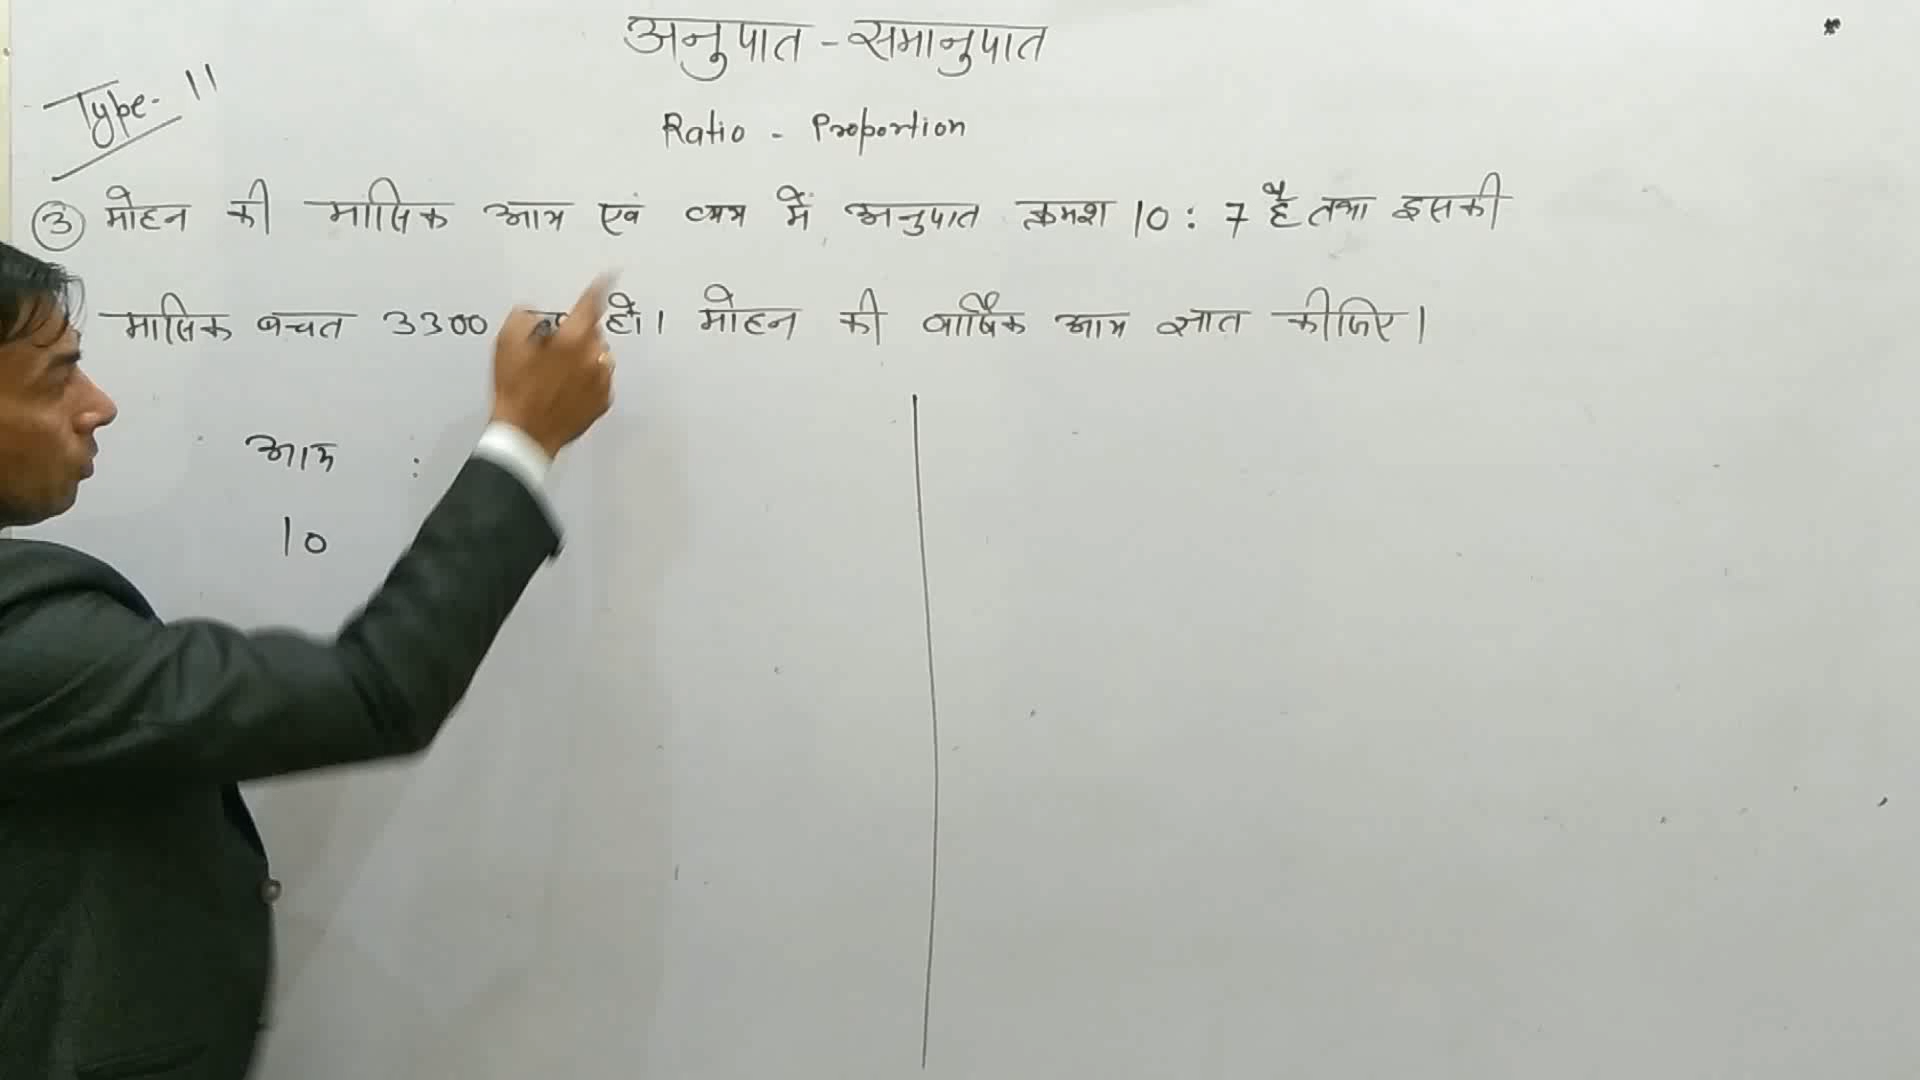 अनुपात - समानुपात
Type- 11
Ratio - Proportion
③ मोहन की मासिक आय एवं व्यय में अनुपात क्रमश 10 : 7 है तथा इसकी
मासिक बचत 3300 हो। मोहन की वार्षिक आय ज्ञात कीजिए।
आय :
10